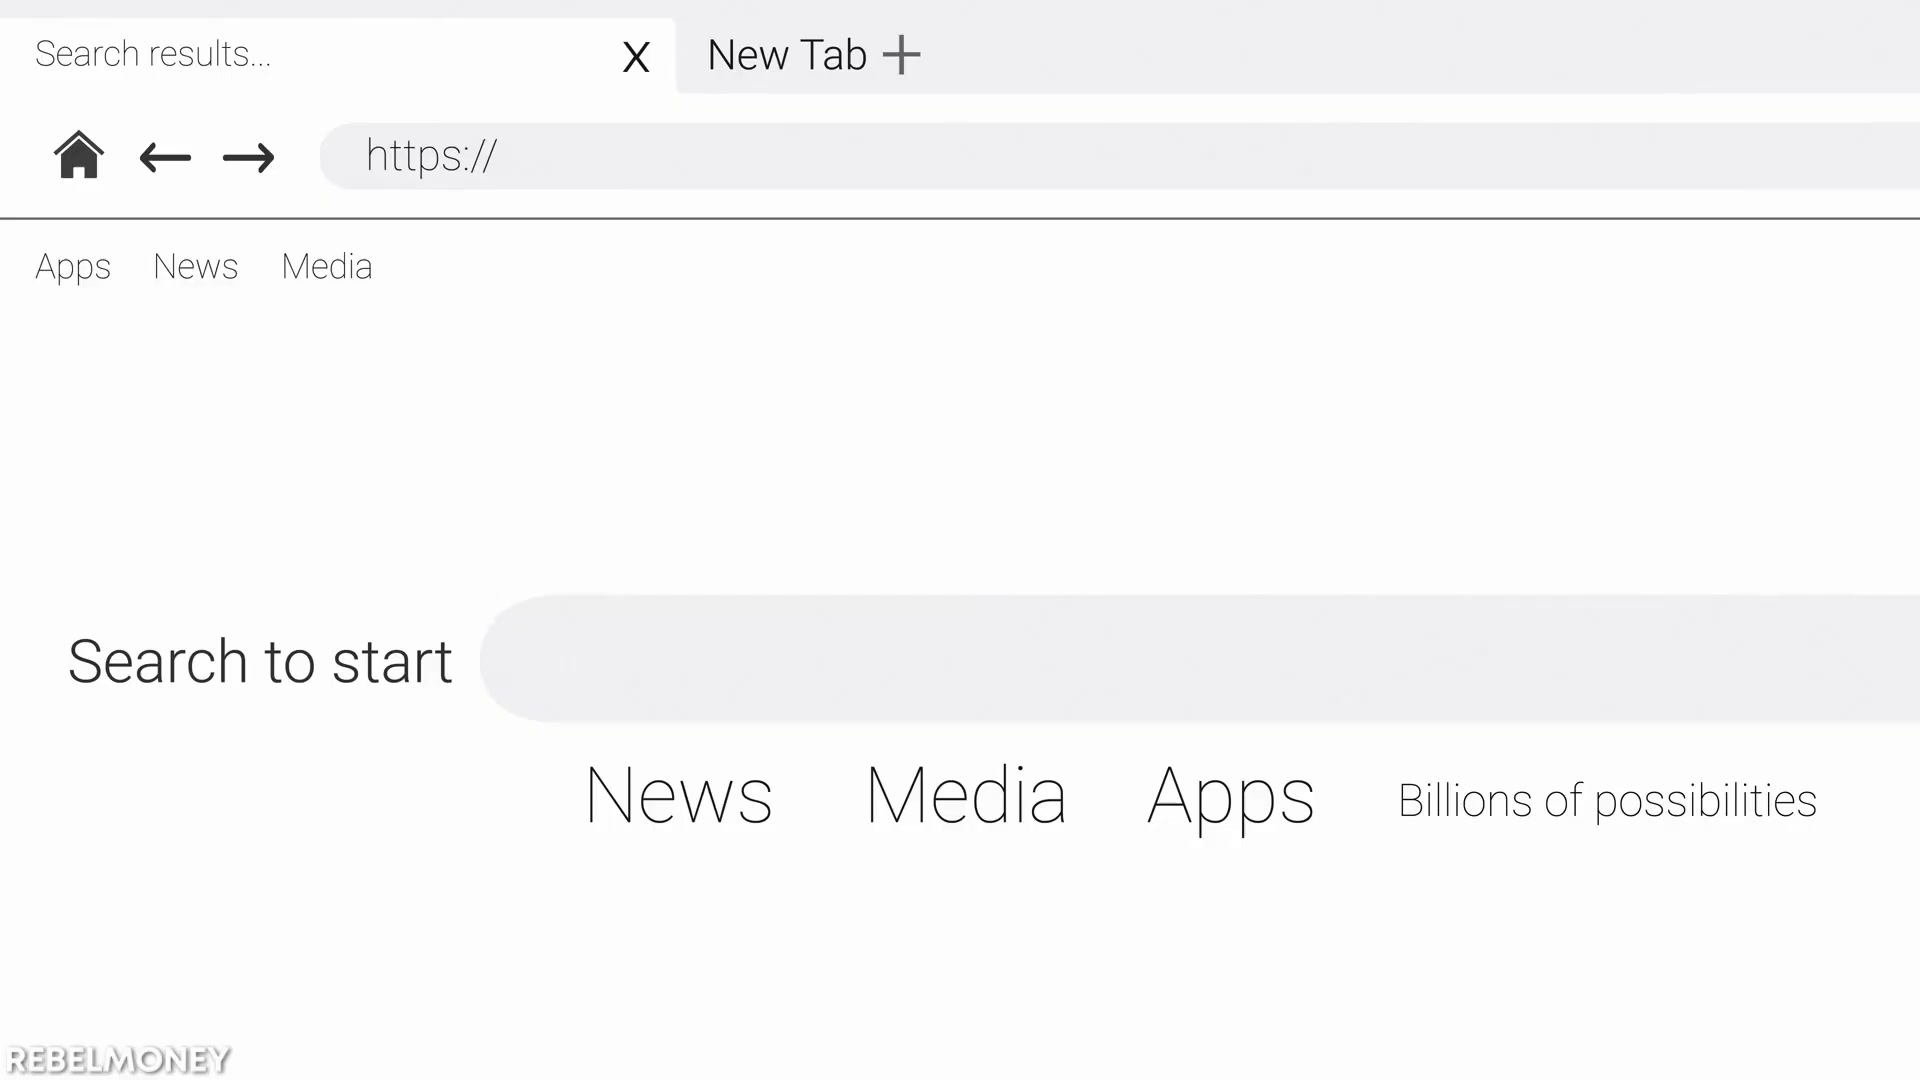 Search results... X New Tab +
https://
Apps News Media
Search to start
News Media Apps Billions of possibilities
REBELMONEY